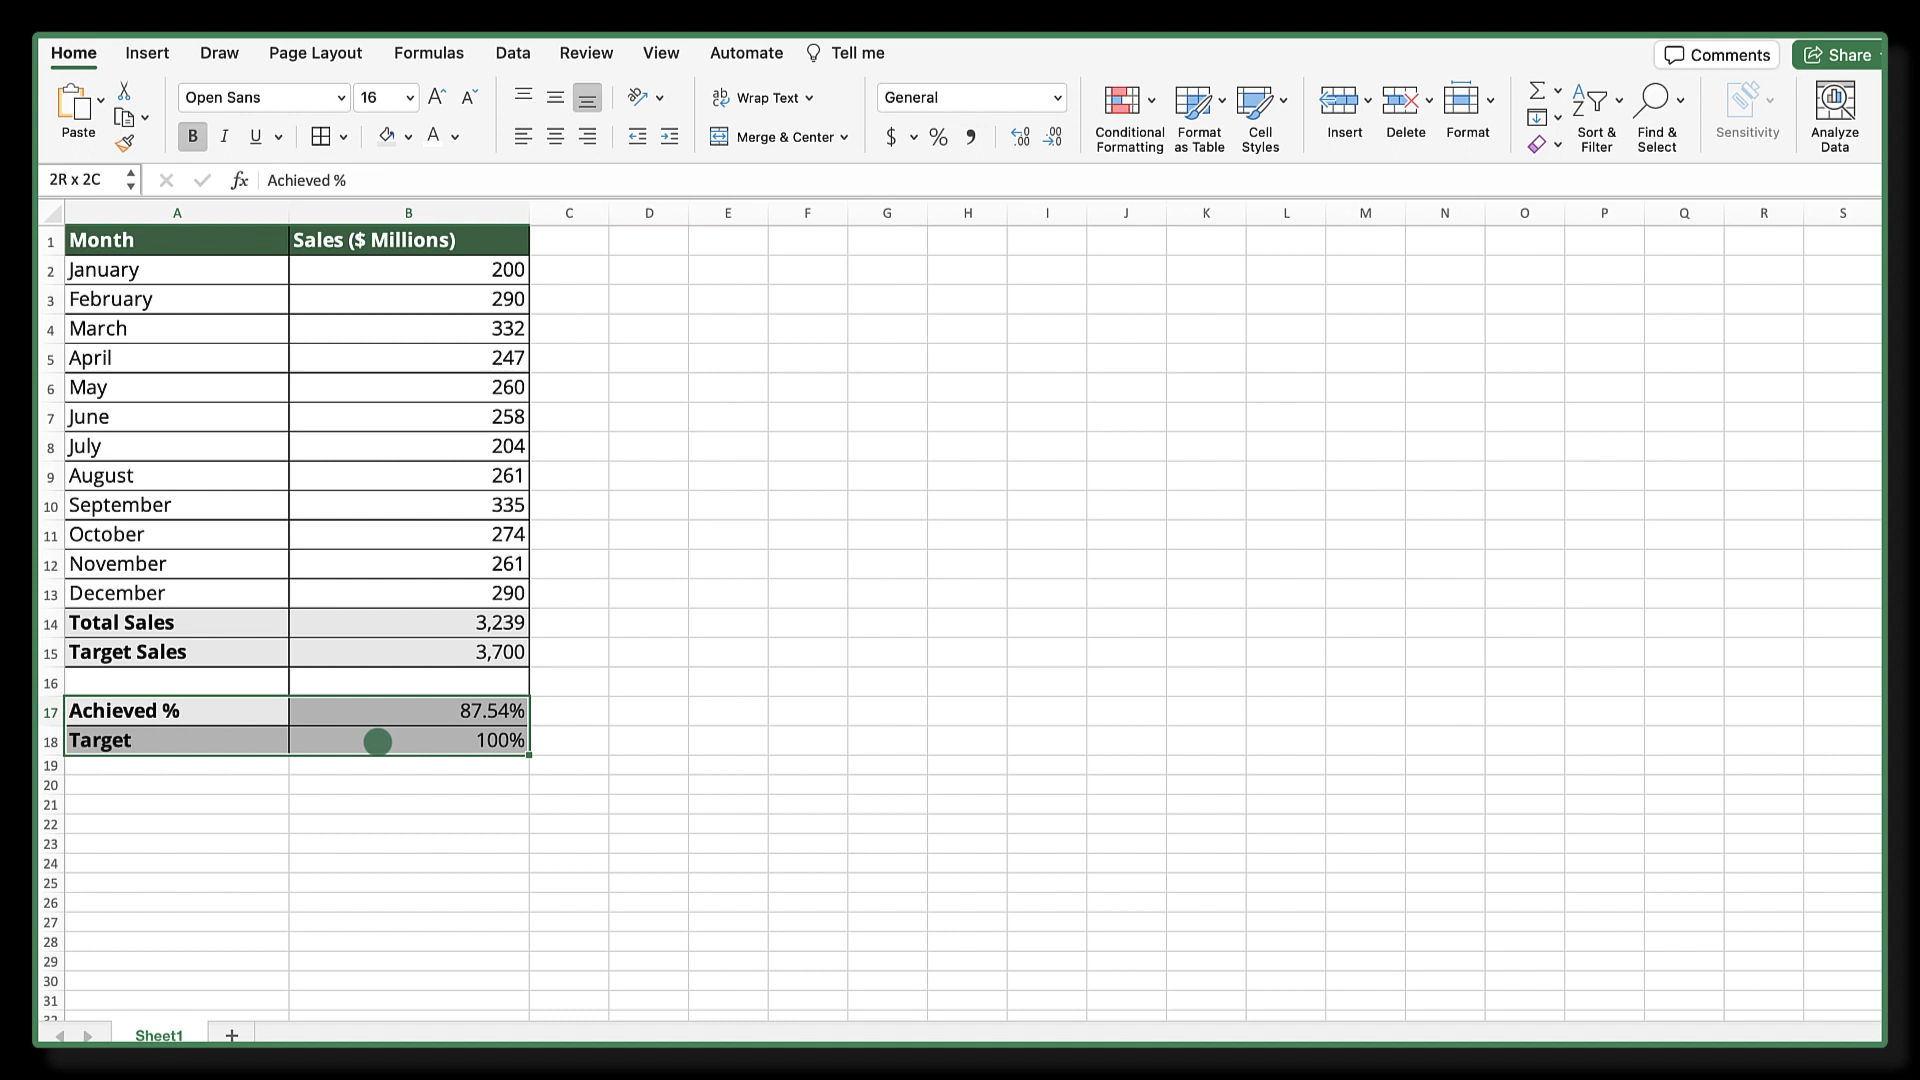 Home Insert Draw Page Layout Formulas Data Review View Automate Tell me Comments Share
Paste Open Sans 16 A A B I U A ab c Wrap Text Merge & Center General $ % Conditional Formatting Format as Table Cell Styles Insert Delete Format Sort & Filter Find & Select Sensitivity Analyze Data
2R x 2C fx Achieved %
A B C D E F G H I J K L M N O P Q R S
1 Month Sales ($ Millions)
2 January 200
3 February 290
4 March 332
5 April 247
6 May 260
7 June 258
8 July 204
9 August 261
10 September 335
11 October 274
12 November 261
13 December 290
14 Total Sales 3,239
15 Target Sales 3,700
16
17 Achieved % 87.54%
18 Target 100%
19
20
21
22
23
24
25
26
27
28
29
30
31
Sheet1 +